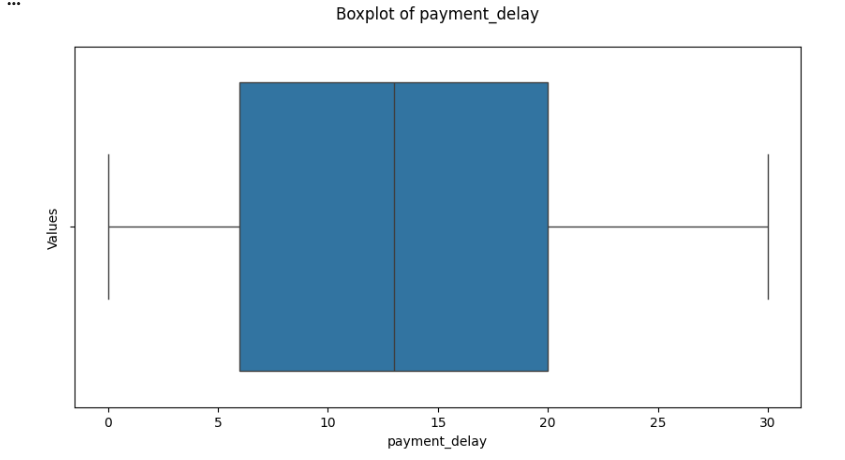 ...
Boxplot of payment_delay
Values
0 5 10 15 20 25 30
payment_delay